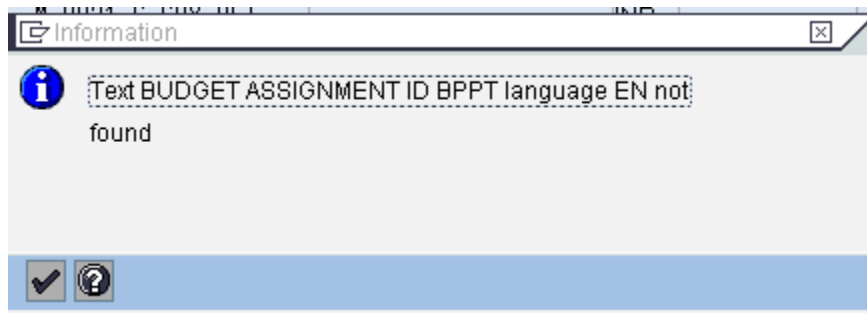 Information
Text BUDGET ASSIGNMENT ID BPPT language EN not
found